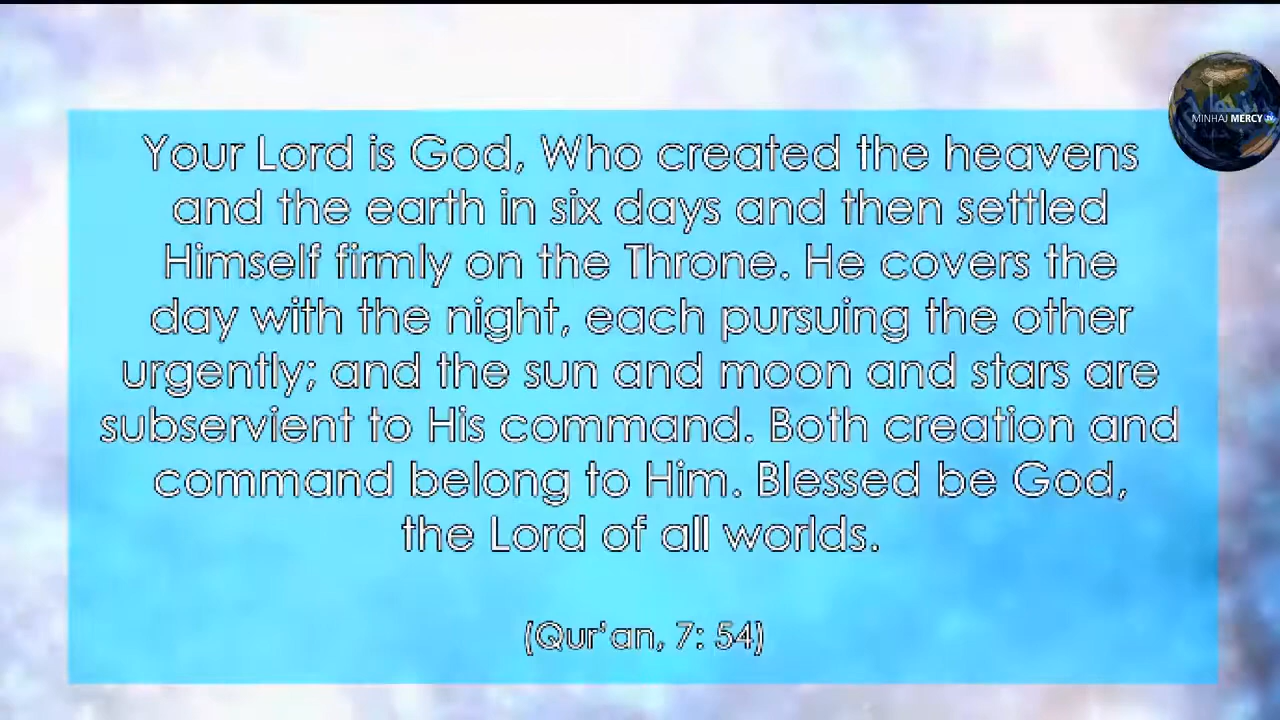 Your Lord is God, Who created the heavens
and the earth in six days and then settled
Himself firmly on the Throne. He covers the
day with the night, each pursuing the other
urgently; and the sun and moon and stars are
subservient to His command. Both creation and
command belong to Him. Blessed be God,
the Lord of all worlds.
(Qur’an, 7: 54)
MINHAJ MERCY